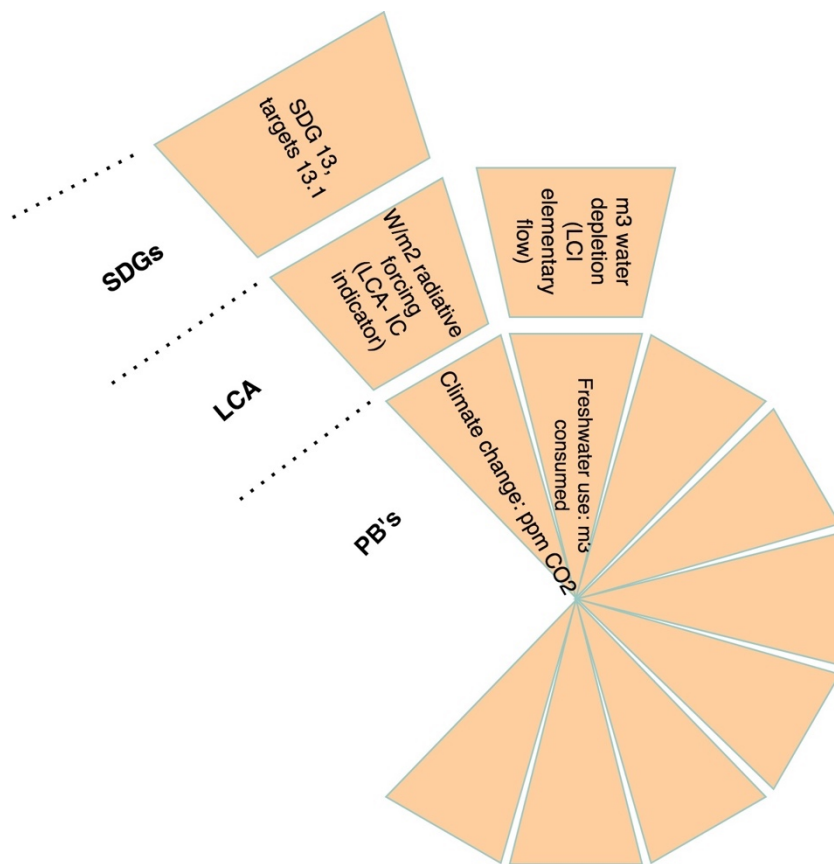 SDG 13,
targets 13.1
SDGs
W/m2 radiative
forcing
(LCA- IC
indicator)
m3 water
depletion
(LCI
elementary
flow)
LCA
Climate change: ppm CO2
Freshwater use: m3
consumed
PB's